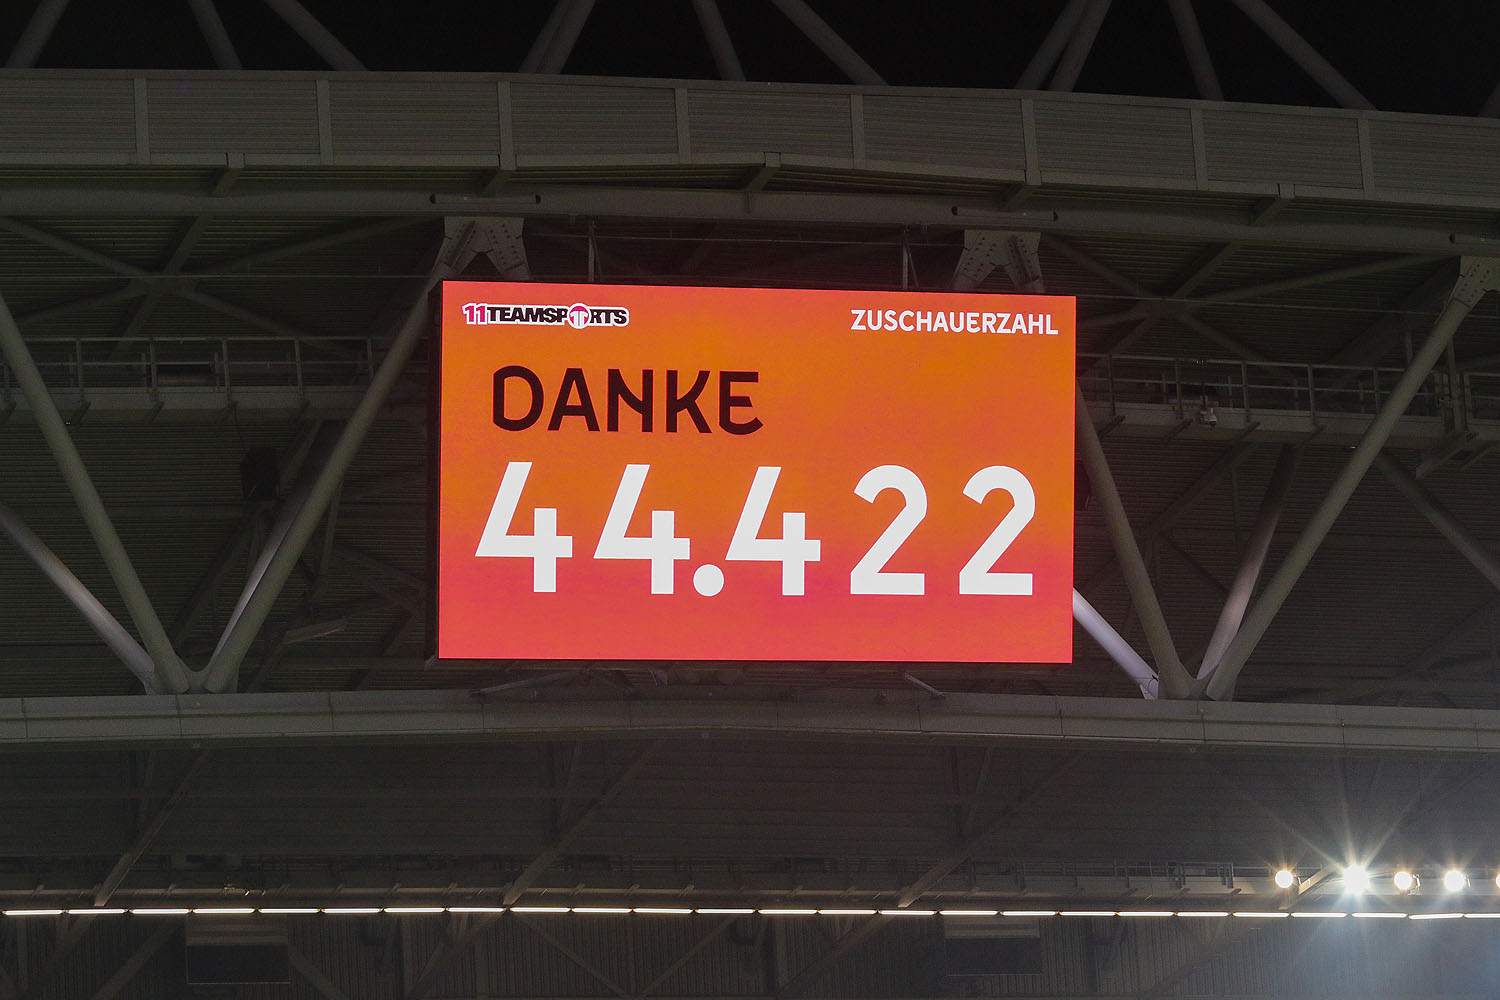 11TEAMSPORTS
ZUSCHAUERZAHL
DANKE
44.422